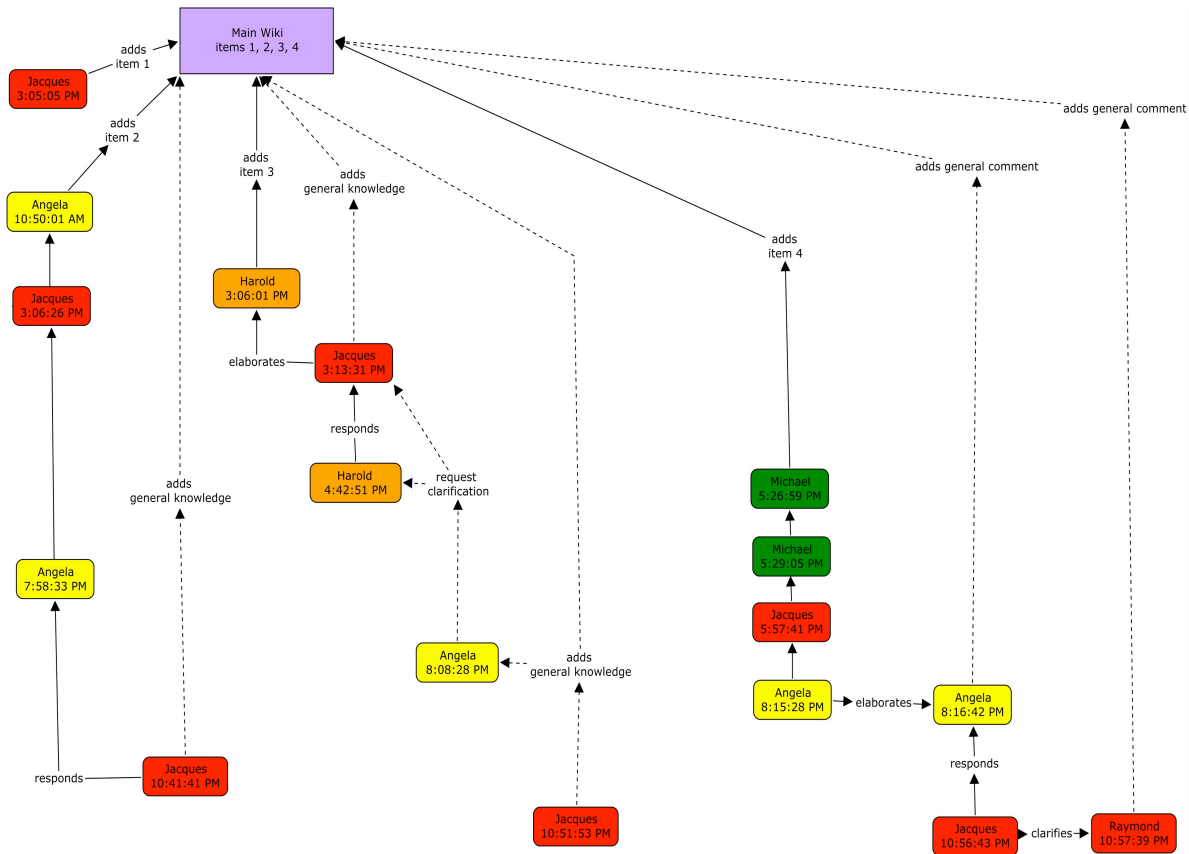 Main Wiki
items 1, 2, 3, 4
adds
item 1
Jacques
3:05:05 PM
adds general comment
adds
item 2
adds
item 3
adds
general knowledge
adds general comment
Angela
10:50:01 AM
adds
item 4
Harold
3:06:01 PM
Jacques
3:06:26 PM
elaborates
Jacques
3:13:31 PM
responds
Harold
4:42:51 PM
request
clarification
adds
general knowledge
Michael
5:26:59 PM
Michael
5:29:05 PM
Angela
7:58:33 PM
Jacques
5:57:41 PM
Angela
8:08:28 PM
adds
general knowledge
Angela
8:15:28 PM
elaborates
Angela
8:16:42 PM
responds
Jacques
10:41:41 PM
responds
Jacques
10:51:53 PM
Jacques
10:56:43 PM
clarifies
Raymond
10:57:39 PM